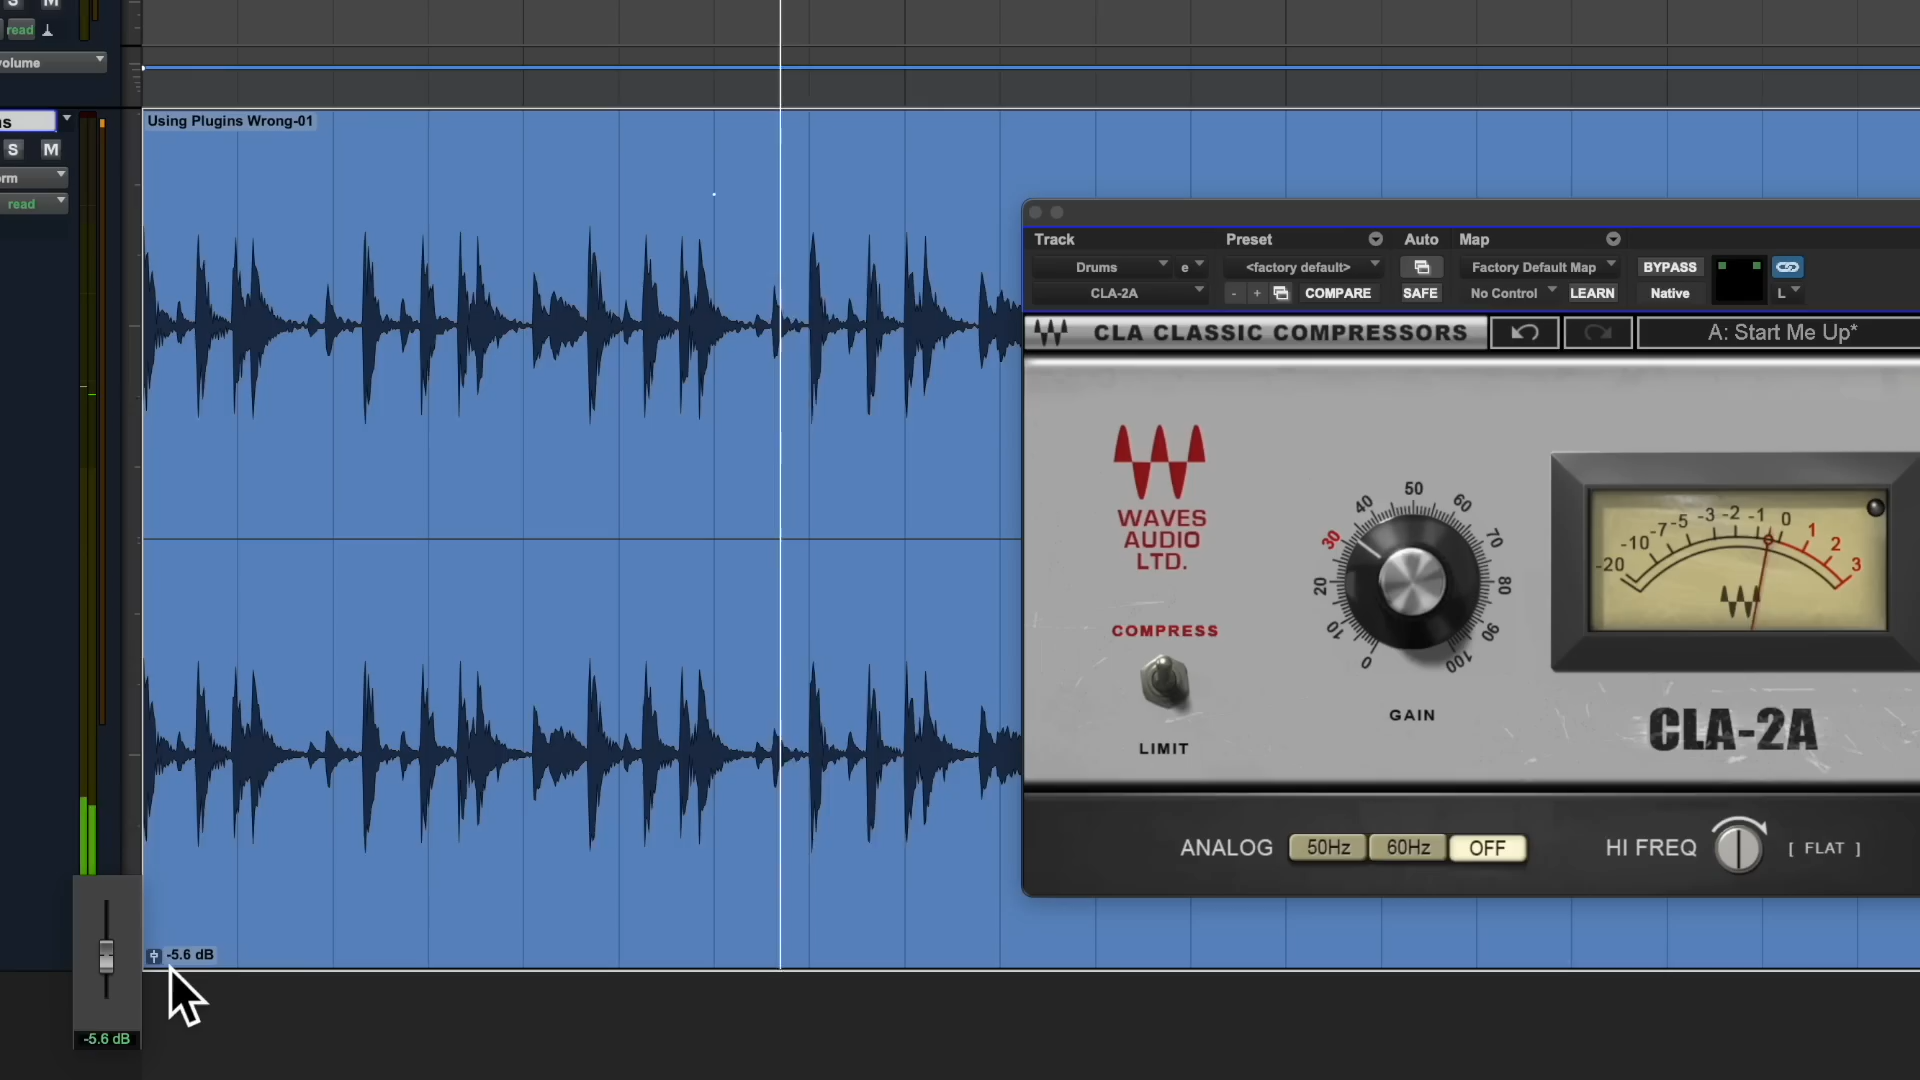 S M
read
volume
Using Plugins Wrong-01
S M
read
Track Preset Auto Map
Drums e <factory default> Factory Default Map BYPASS
CLA-2A - + COMPARE SAFE No Control LEARN Native L
CLA CLASSIC COMPRESSORS A: Start Me Up*
WAVES
AUDIO
LTD.
COMPRESS
LIMIT
0 10 20 30 40 50 60 70 80 90 100
GAIN
-20 -10 -7 -5 -3 -2 -1 0 1 2 3
CLA-2A
ANALOG 50Hz 60Hz OFF HI FREQ [ FLAT ]
-5.6 dB
-5.6 dB